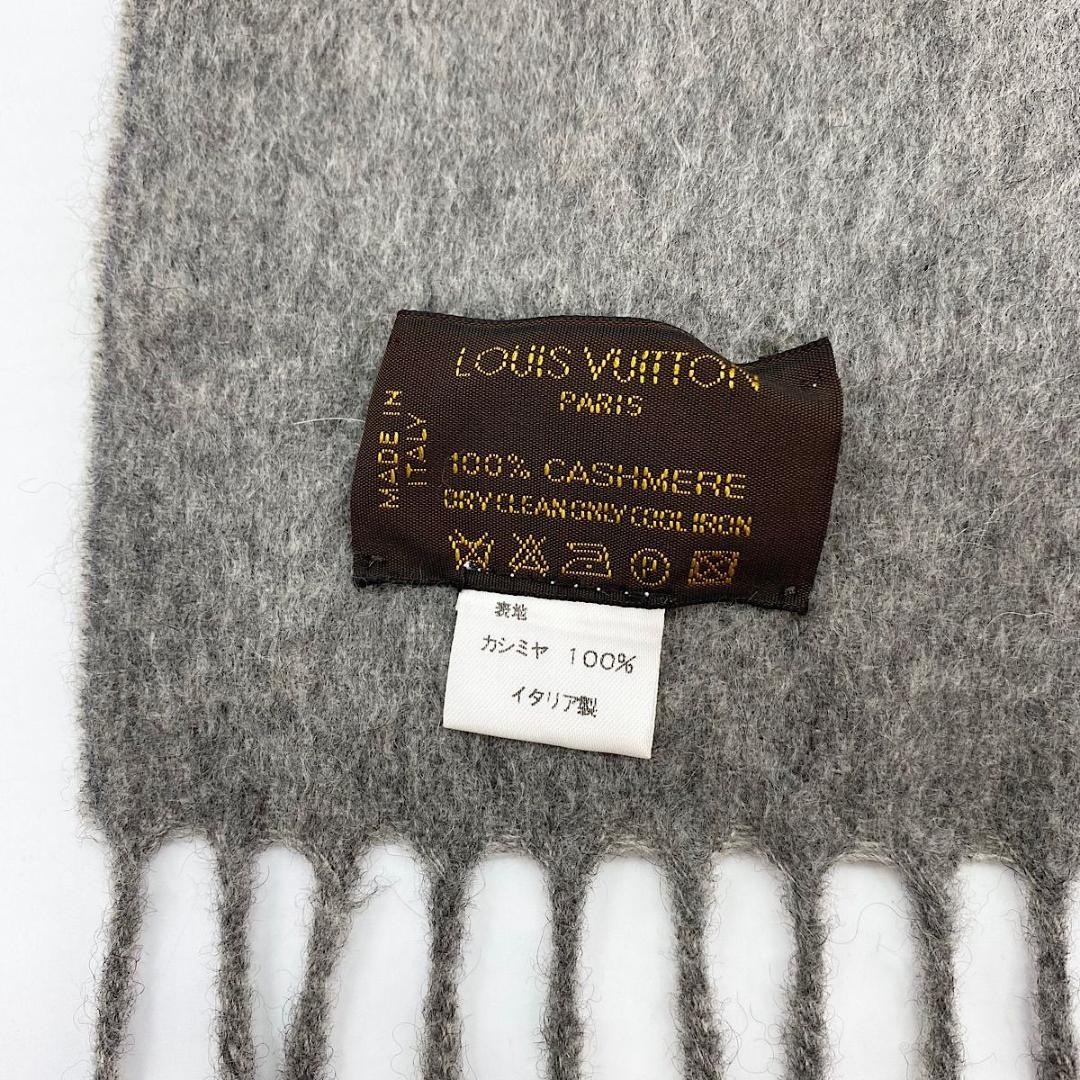 LOUIS VUITTON
PARIS
MADE IN
ITALY
100% CASHMERE
DRY CLEAN ONLY COOL IRON
P
表地
カシミヤ 100%
イタリア製